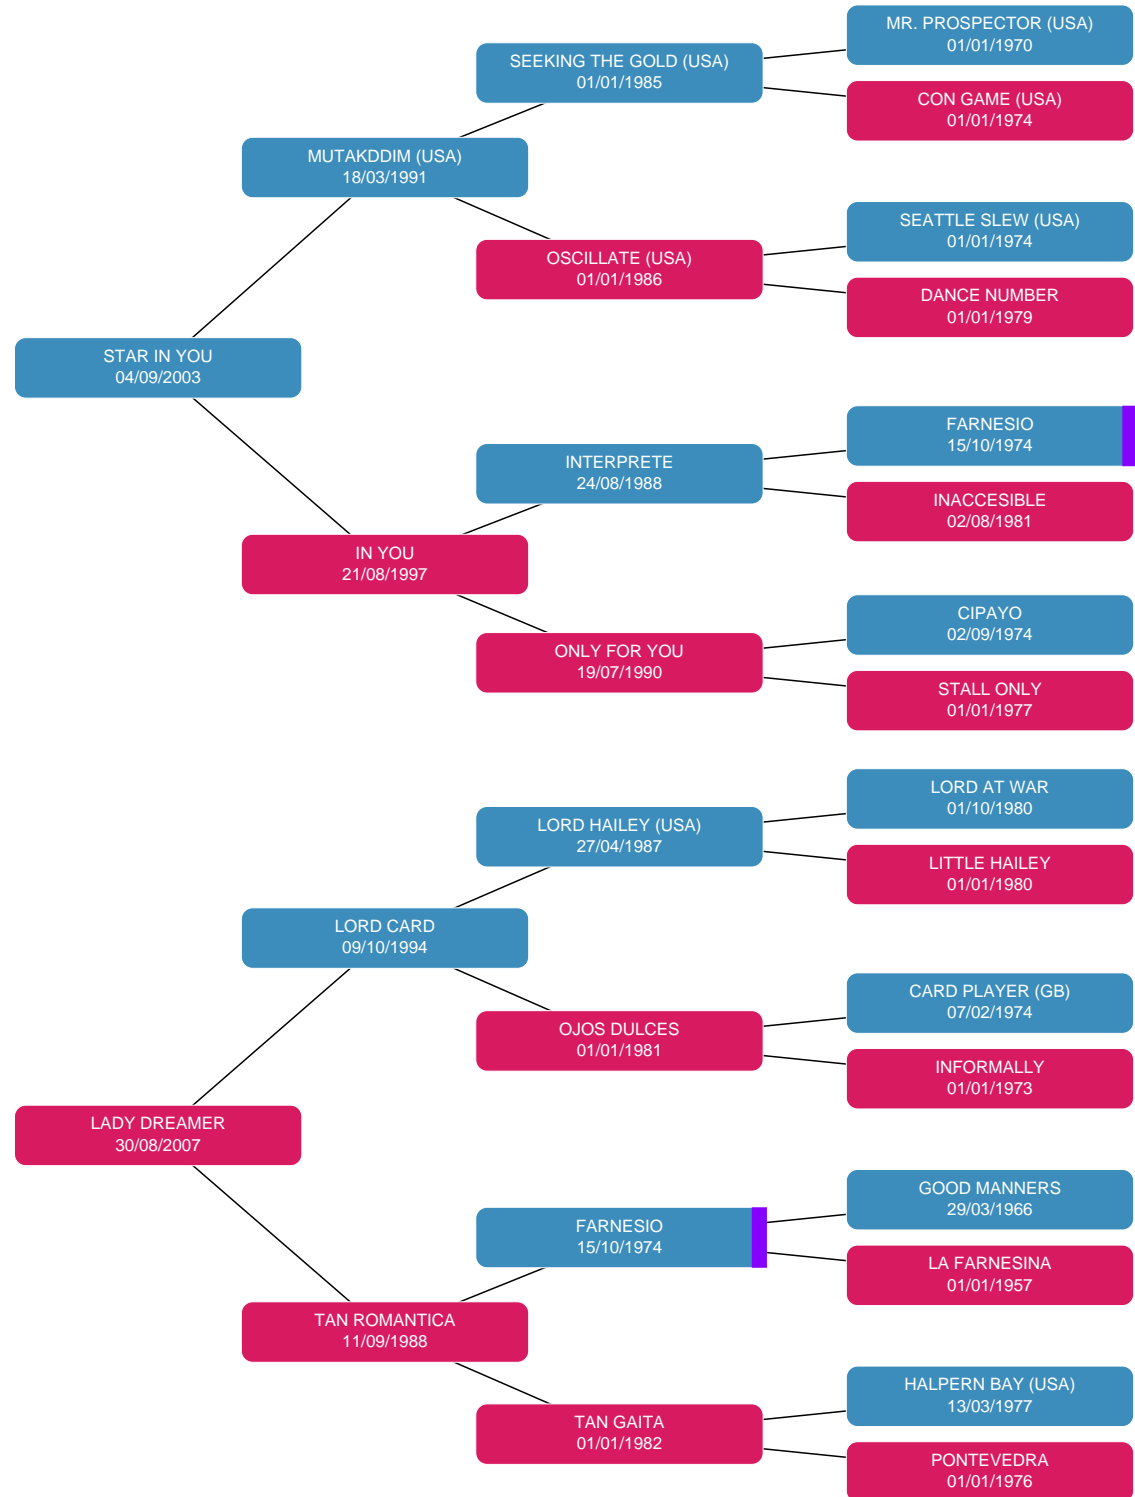 MR. PROSPECTOR (USA)
01/01/1970
SEEKING THE GOLD (USA)
01/01/1985
CON GAME (USA)
01/01/1974
MUTAKDDIM (USA)
18/03/1991
SEATTLE SLEW (USA)
01/01/1974
OSCILLATE (USA)
01/01/1986
DANCE NUMBER
01/01/1979
STAR IN YOU
04/09/2003
FARNESIO
15/10/1974
INTERPRETE
24/08/1988
INACCESIBLE
02/08/1981
IN YOU
21/08/1997
CIPAYO
02/09/1974
ONLY FOR YOU
19/07/1990
STALL ONLY
01/01/1977
LORD AT WAR
01/10/1980
LORD HAILEY (USA)
27/04/1987
LITTLE HAILEY
01/01/1980
LORD CARD
09/10/1994
CARD PLAYER (GB)
07/02/1974
OJOS DULCES
01/01/1981
INFORMALLY
01/01/1973
LADY DREAMER
30/08/2007
GOOD MANNERS
29/03/1966
FARNESIO
15/10/1974
LA FARNESINA
01/01/1957
TAN ROMANTICA
11/09/1988
HALPERN BAY (USA)
13/03/1977
TAN GAITA
01/01/1982
PONTEVEDRA
01/01/1976